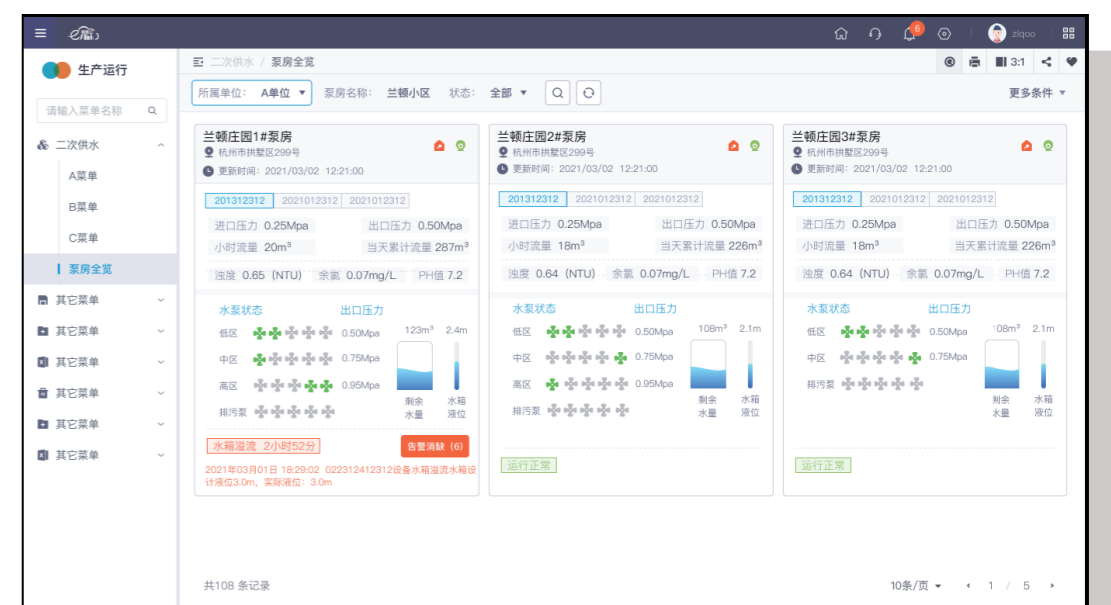 6
zlqoo
生产运行
二次供水 / 泵房全览
3:1
所属单位: A单位
泵房名称: 兰顿小区
状态: 全部
更多条件
请输入菜单名称
二次供水
A菜单
B菜单
C菜单
泵房全览
其它菜单
其它菜单
其它菜单
其它菜单
其它菜单
其它菜单
兰顿庄园1#泵房
杭州市拱墅区299号
更新时间: 2021/03/02 12:21:00
201312312 2021012312 2021012312
进口压力 0.25Mpa 出口压力 0.50Mpa
小时流量 20m³ 当天累计流量 287m³
浊度 0.65 (NTU) 余氯 0.07mg/L PH值 7.2
水泵状态 出口压力
低区 0.50Mpa 123m³ 2.4m
中区 0.75Mpa
高区 0.95Mpa
排污泵
剩余水量
水箱液位
水箱溢流 2小时52分
告警消缺 (6)
2021年03月01日 18:29:02 022312412312设备水箱溢流水箱设
计液位3.0m, 实际液位: 3.0m
兰顿庄园2#泵房
杭州市拱墅区299号
更新时间: 2021/03/02 12:21:00
201312312 2021012312 2021012312
进口压力 0.25Mpa 出口压力 0.50Mpa
小时流量 18m³ 当天累计流量 226m³
浊度 0.64 (NTU) 余氯 0.07mg/L PH值 7.2
水泵状态 出口压力
低区 0.50Mpa 108m³ 2.1m
中区 0.75Mpa
高区 0.95Mpa
排污泵
剩余水量
水箱液位
运行正常
兰顿庄园3#泵房
杭州市拱墅区299号
更新时间: 2021/03/02 12:21:00
201312312 2021012312 2021012312
进口压力 0.25Mpa 出口压力 0.50Mpa
小时流量 18m³ 当天累计流量 226m³
浊度 0.64 (NTU) 余氯 0.07mg/L PH值 7.2
水泵状态 出口压力
低区 0.50Mpa 08m³ 2.1m
中区 0.75Mpa
排污泵
剩余水量
水箱液位
运行正常
共108 条记录
10条/页
1 / 5